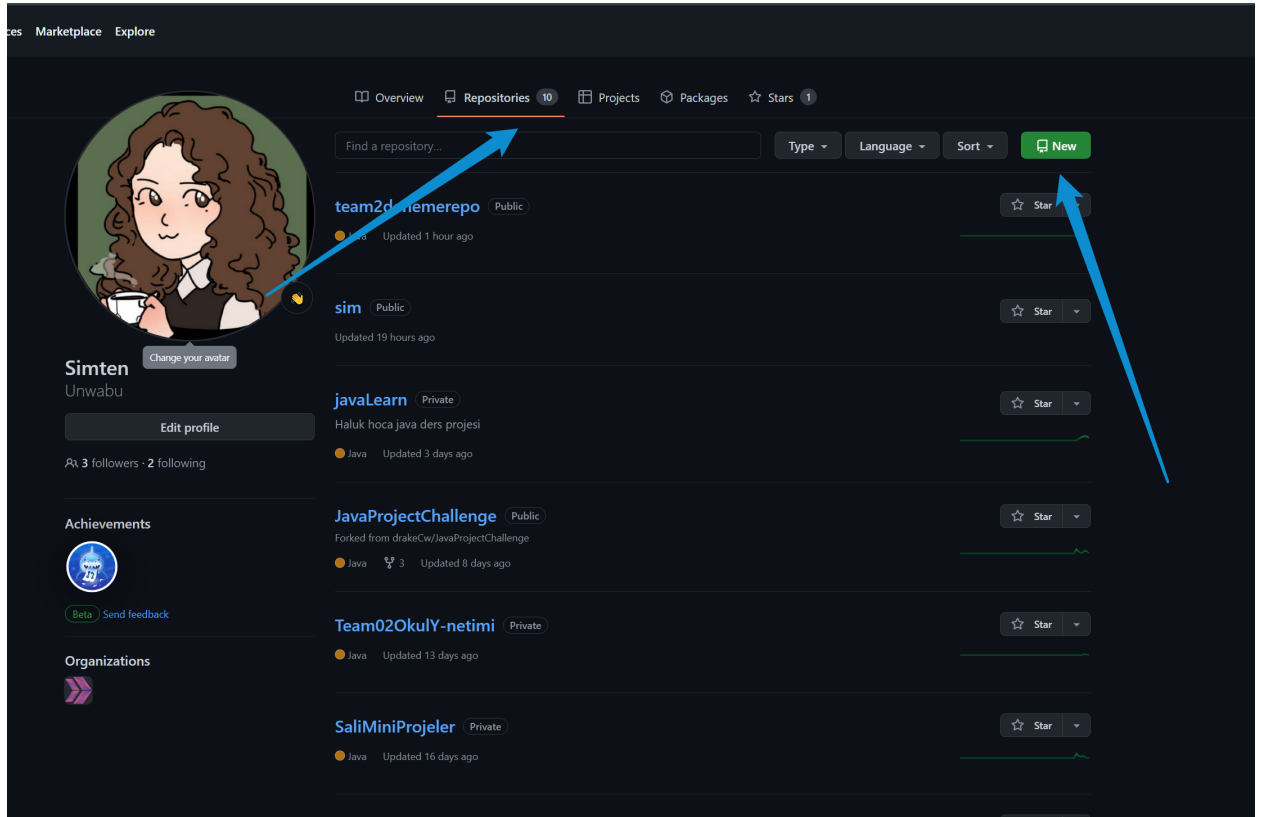 Marketplace Explore
Overview Repositories 10 Projects Packages Stars 1
Find a repository... Type Language Sort New
team2denemerepo Public Star
Java Updated 1 hour ago
sim Public Star
Updated 19 hours ago
Change your avatar
Simten
Unwabu
Edit profile
3 followers · 2 following
Achievements
Beta Send feedback
Organizations
javaLearn Private Star
Haluk hoca java ders projesi
Java Updated 3 days ago
JavaProjectChallenge Public Star
Forked from drakeCw/JavaProjectChallenge
Java 3 Updated 8 days ago
Team02OkulY-netimi Private Star
Java Updated 13 days ago
SaliMiniProjeler Private Star
Java Updated 16 days ago